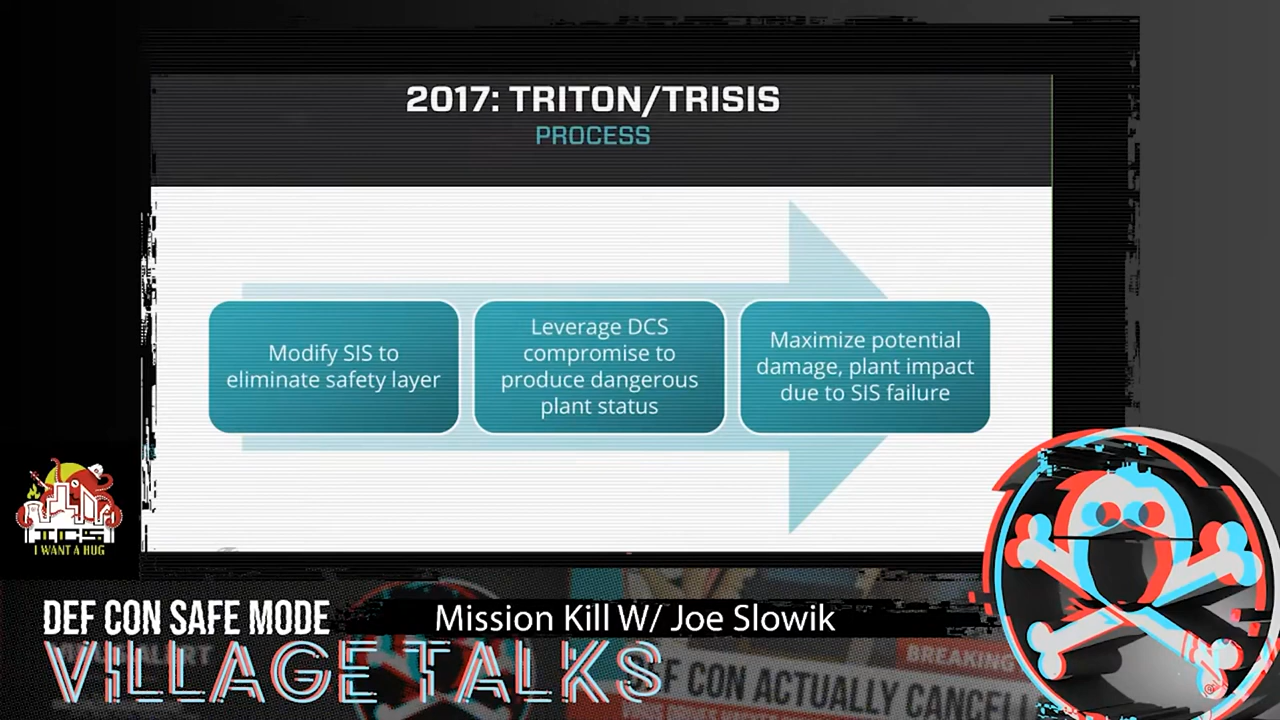 2017: TRITON/TRISIS
PROCESS
Modify SIS to
eliminate safety layer
Leverage DCS
compromise to
produce dangerous
plant status
Maximize potential
damage, plant impact
due to SIS failure
ICS
I WANT A HUG
DEF CON SAFE MODE
Mission Kill W/ Joe Slowik
VILLAGE TALKS
BREAKING
DEF CON ACTUALLY CANCELL